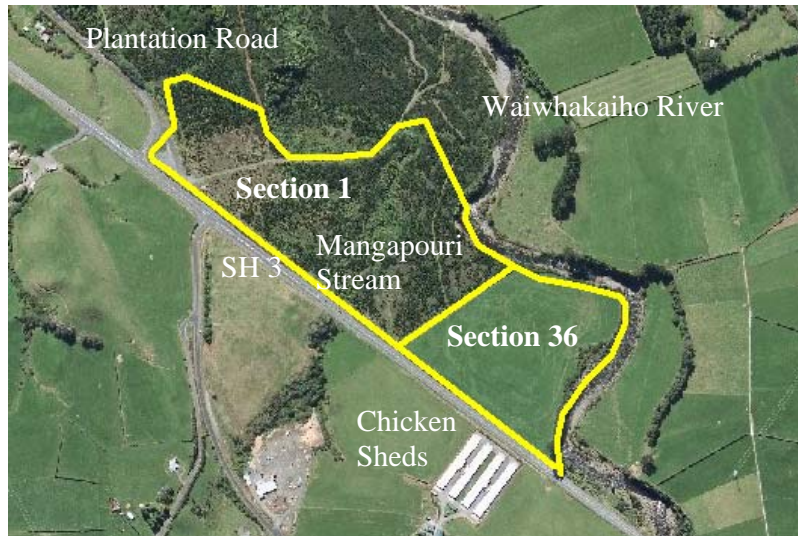 Plantation Road
Waiwhakaiho River
Section 1
Mangapouri
Stream
SH 3
Section 36
Chicken
Sheds